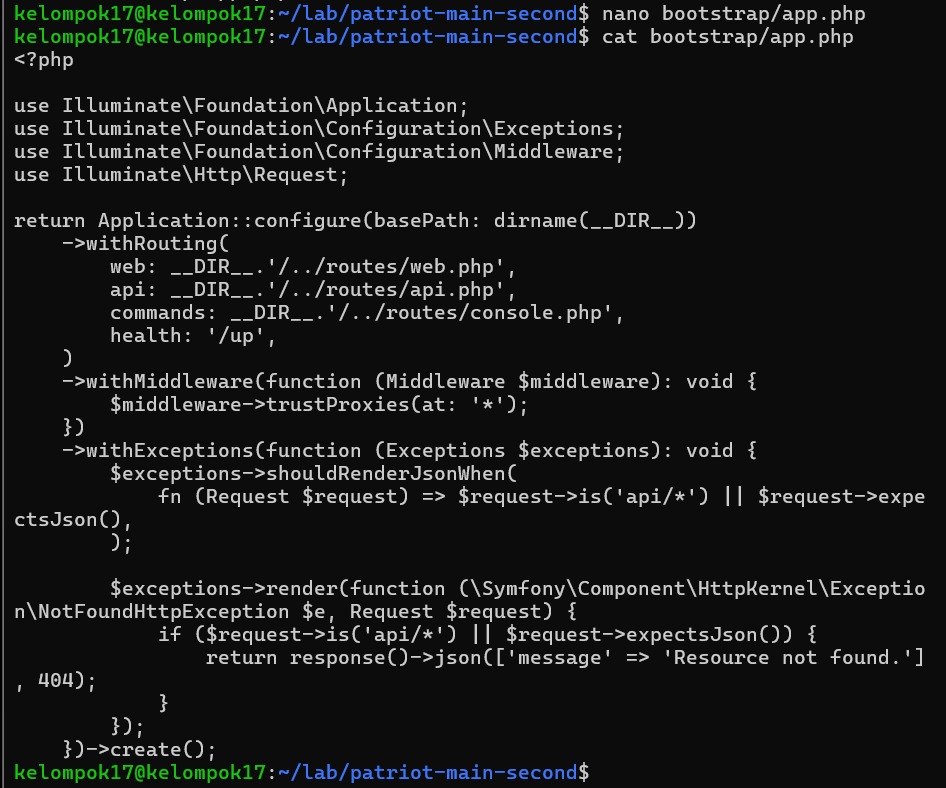 kelompok17@kelompok17:~/lab/patriot-main-second$ nano bootstrap/app.php
kelompok17@kelompok17:~/lab/patriot-main-second$ cat bootstrap/app.php
<?php

use Illuminate\Foundation\Application;
use Illuminate\Foundation\Configuration\Exceptions;
use Illuminate\Foundation\Configuration\Middleware;
use Illuminate\Http\Request;

return Application::configure(basePath: dirname(__DIR__))
    ->withRouting(
        web: __DIR__.'/../routes/web.php',
        api: __DIR__.'/../routes/api.php',
        commands: __DIR__.'/../routes/console.php',
        health: '/up',
    )
    ->withMiddleware(function (Middleware $middleware): void {
        $middleware->trustProxies(at: '*');
    })
    ->withExceptions(function (Exceptions $exceptions): void {
        $exceptions->shouldRenderJsonWhen(
            fn (Request $request) => $request->is('api/*') || $request->expe
ctsJson(),
        );

        $exceptions->render(function (\Symfony\Component\HttpKernel\Exceptio
n\NotFoundHttpException $e, Request $request) {
            if ($request->is('api/*') || $request->expectsJson()) {
                return response()->json(['message' => 'Resource not found.']
, 404);
            }
        });
    })->create();
kelompok17@kelompok17:~/lab/patriot-main-second$